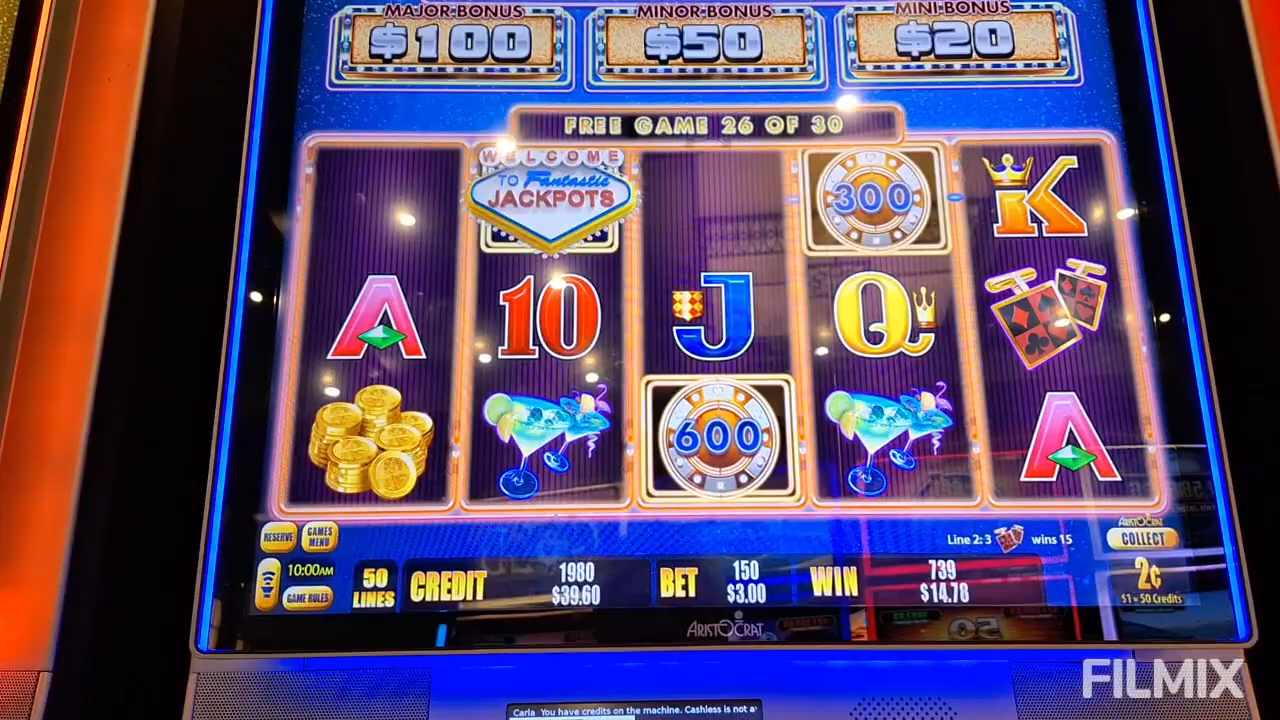 MAJOR BONUS
$100
MINOR BONUS
$50
MINI BONUS
$20
FREE GAME 26 OF 30
WELCOME
TO Fantastic
JACKPOTS
300
K
A
10
J
Q
600
A
RESERVE
GAMES
MENU
10:00AM
GAME RULES
50
LINES
CREDIT
1980
$39.60
BET
150
$3.00
WIN
739
$14.78
Line 2: 3 wins 15
ARISTOCRAT
COLLECT
2¢
$1 = 50 Credits
ARISTOCRAT
Carla You have credits on the machine. Cashless is not a
FILMIX